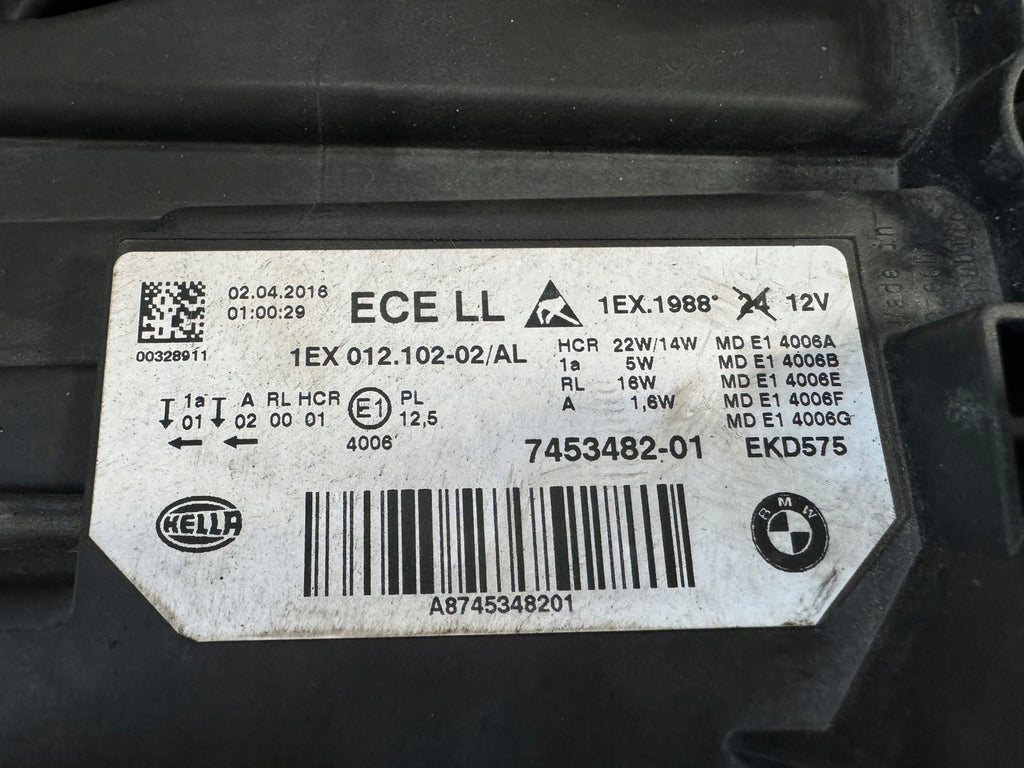 02.04.2016
01:00:29
00328911
ECE LL
1EX.1988* 24 12V
1EX 012.102-02/AL
HCR 22W/14W MD E1 4006A
1a 5W MD E1 4006B
RL 16W MD E1 4006E
A 1,6W MD E1 4006F
MD E1 4006G
1a A RL HCR E1 PL
01 02 00 01 12,5
4006
7453482-01 EKD575
HELLA
BMW
A8745348201